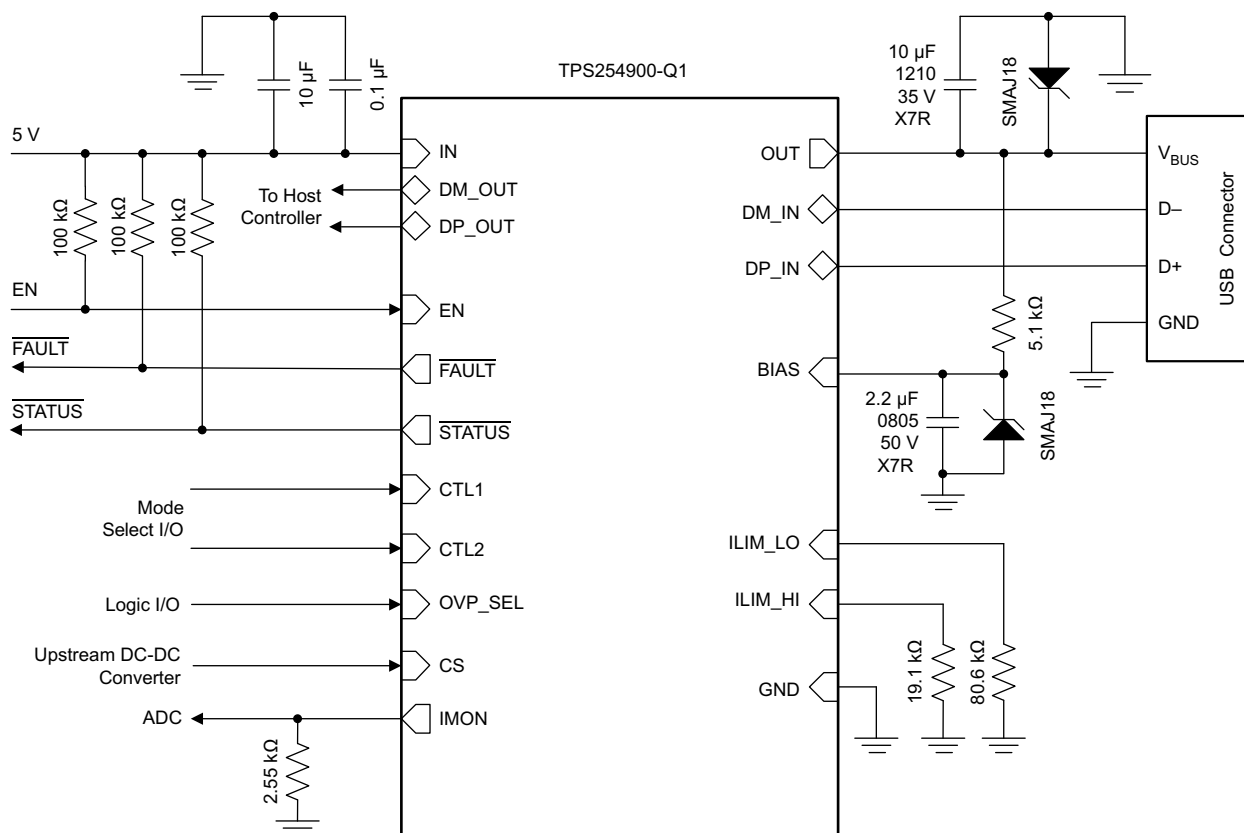 TPS254900-Q1
10 µF
0.1 µF
10 µF
1210
35 V
X7R
SMAJ18
5 V
IN
OUT
V_BUS
To Host
Controller
DM_OUT
DP_OUT
DM_IN
D–
DP_IN
D+
USB Connector
100 kΩ
100 kΩ
100 kΩ
EN
EN
GND
5.1 kΩ
FAULT
FAULT
BIAS
STATUS
STATUS
2.2 µF
0805
50 V
X7R
SMAJ18
Mode
Select I/O
CTL1
CTL2
ILIM_LO
Logic I/O
OVP_SEL
ILIM_HI
Upstream DC-DC
Converter
CS
GND
19.1 kΩ
80.6 kΩ
ADC
IMON
2.55 kΩ